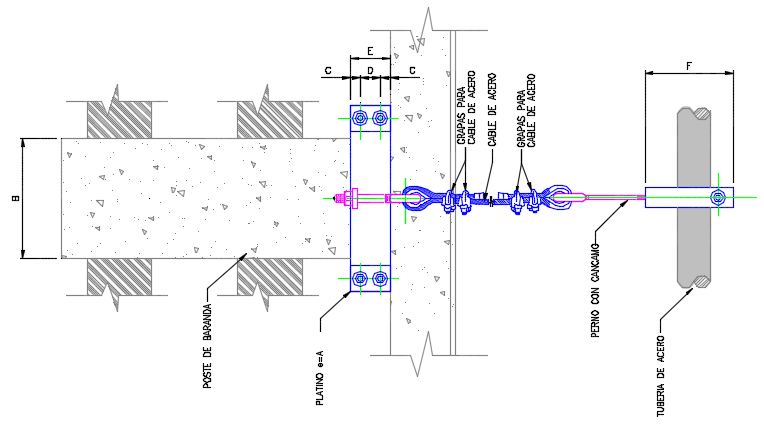 E
C
D
C
F
B
GRAPAS PARA
CABLE DE ACERO
CABLE DE ACERO
GRAPAS PARA
CABLE DE ACERO
POSTE DE BARANDA
PLATINO e=A
PERNO CON CANCAMO
TUBERIA DE ACERO